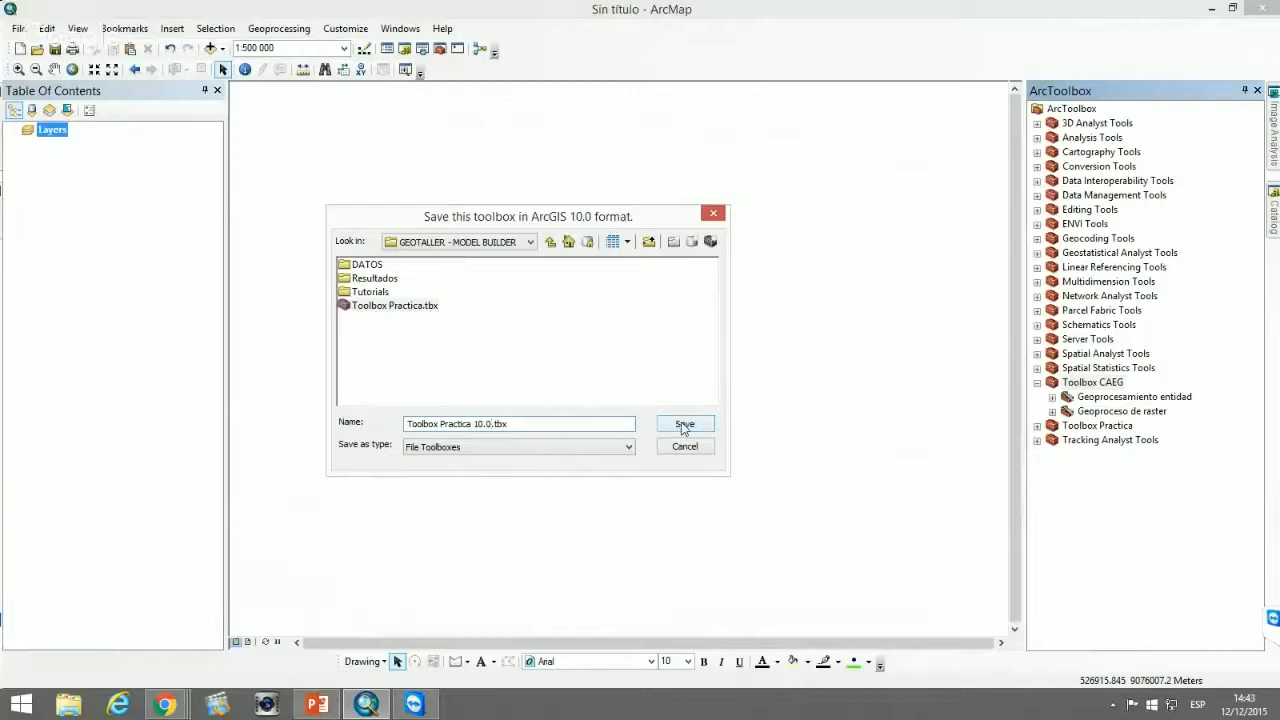 Sin título - ArcMap
File Edit View Bookmarks Insert Selection Geoprocessing Customize Windows Help
1:500 000
Table Of Contents
Layers
Save this toolbox in ArcGIS 10.0 format.
Look in: GEOTALLER - MODEL BUILDER
DATOS
Resultados
Tutorials
Toolbox Practica.tbx
Name: Toolbox Practica 10.0.tbx Save
Save as type: File Toolboxes Cancel
ArcToolbox
ArcToolbox
3D Analyst Tools
Analysis Tools
Cartography Tools
Conversion Tools
Data Interoperability Tools
Data Management Tools
Editing Tools
ENVI Tools
Geocoding Tools
Geostatistical Analyst Tools
Linear Referencing Tools
Multidimension Tools
Network Analyst Tools
Parcel Fabric Tools
Schematics Tools
Server Tools
Spatial Analyst Tools
Spatial Statistics Tools
Toolbox CAEG
Geoprocesamiento entidad
Geoproceso de raster
Toolbox Practica
Tracking Analyst Tools
Image Analysis
Catalog
Drawing A Arial 10 B I U A
526915.845 9076007.2 Meters
ESP
14:43
12/12/2015